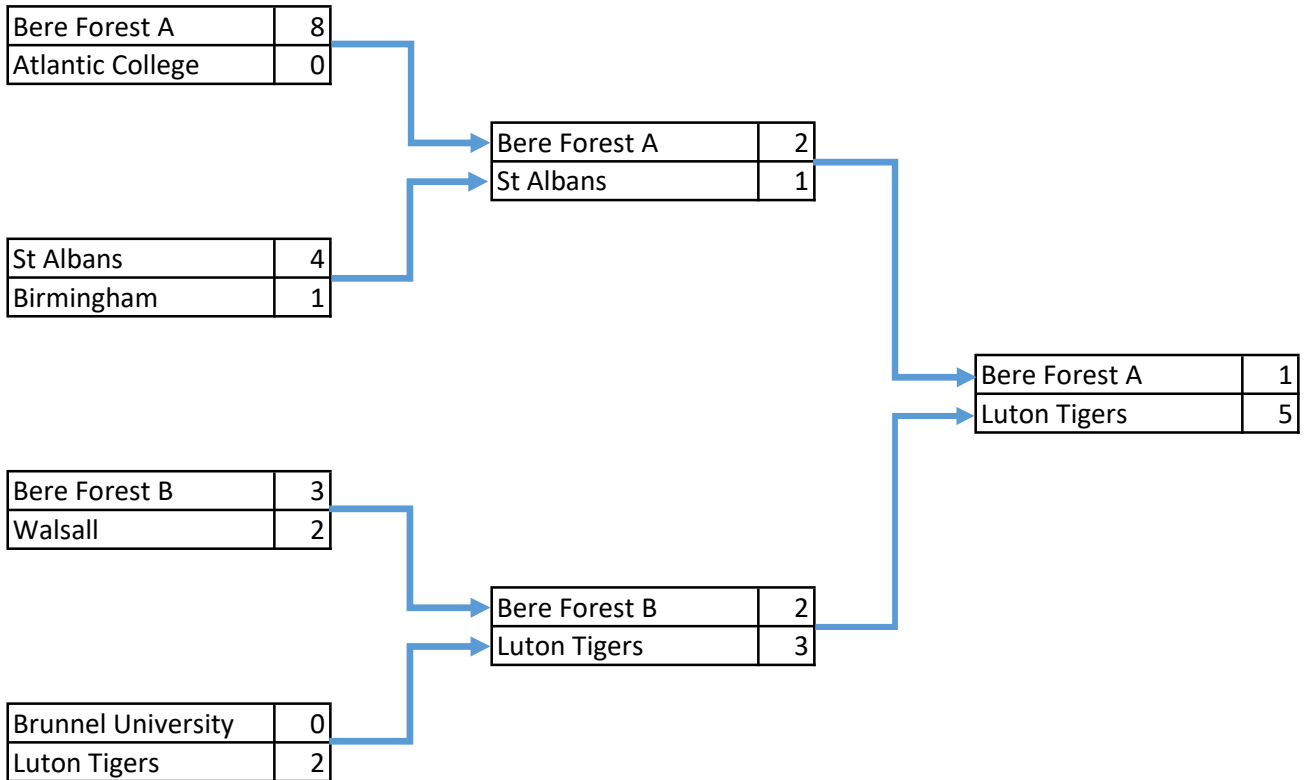 Bere Forest A 8
Atlantic College 0
Bere Forest A 2
St Albans 1
St Albans 4
Birmingham 1
Bere Forest A 1
Luton Tigers 5
Bere Forest B 3
Walsall 2
Bere Forest B 2
Luton Tigers 3
Brunnel University 0
Luton Tigers 2